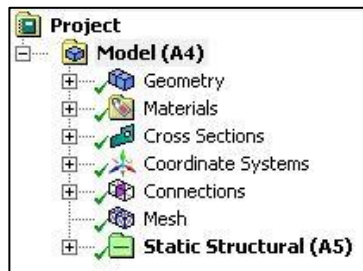 Project
Model (A4)
Geometry
Materials
Cross Sections
Coordinate Systems
Connections
Mesh
Static Structural (A5)